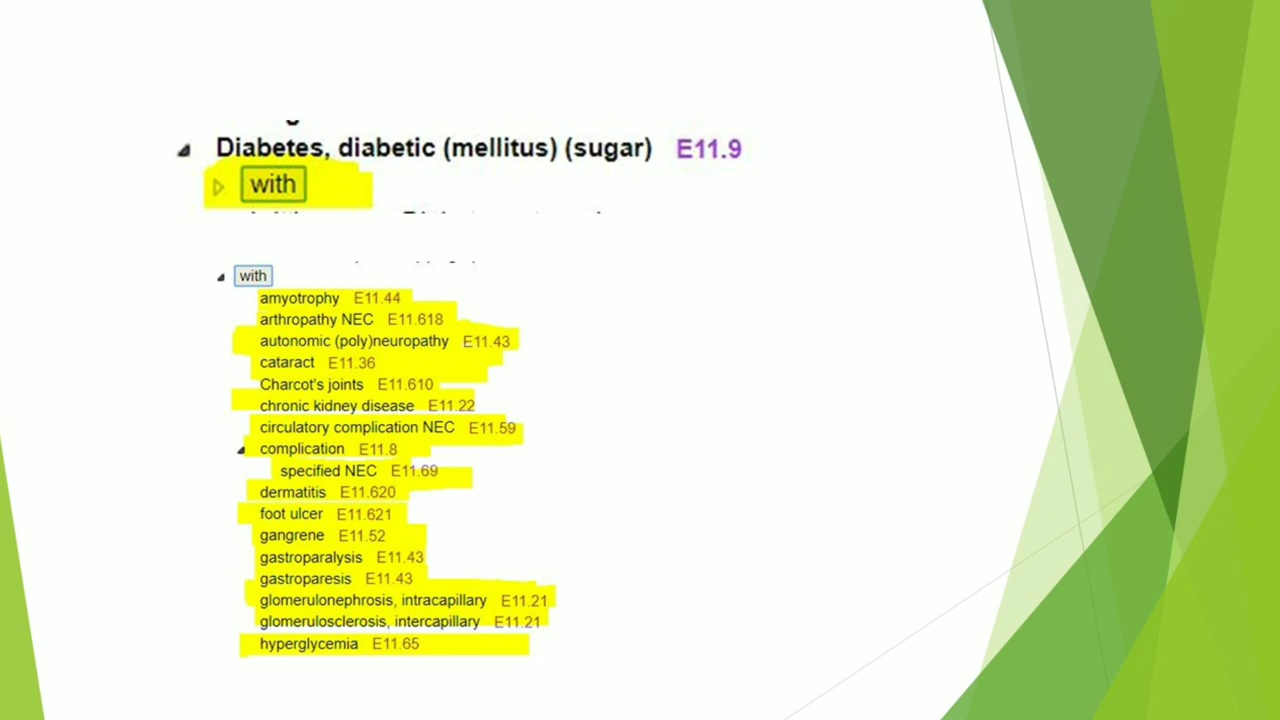 Diabetes, diabetic (mellitus) (sugar) E11.9
with
with
amyotrophy E11.44
arthropathy NEC E11.618
autonomic (poly)neuropathy E11.43
cataract E11.36
Charcot's joints E11.610
chronic kidney disease E11.22
circulatory complication NEC E11.59
complication E11.8
specified NEC E11.69
dermatitis E11.620
foot ulcer E11.621
gangrene E11.52
gastroparalysis E11.43
gastroparesis E11.43
glomerulonephrosis, intracapillary E11.21
glomerulosclerosis, intercapillary E11.21
hyperglycemia E11.65